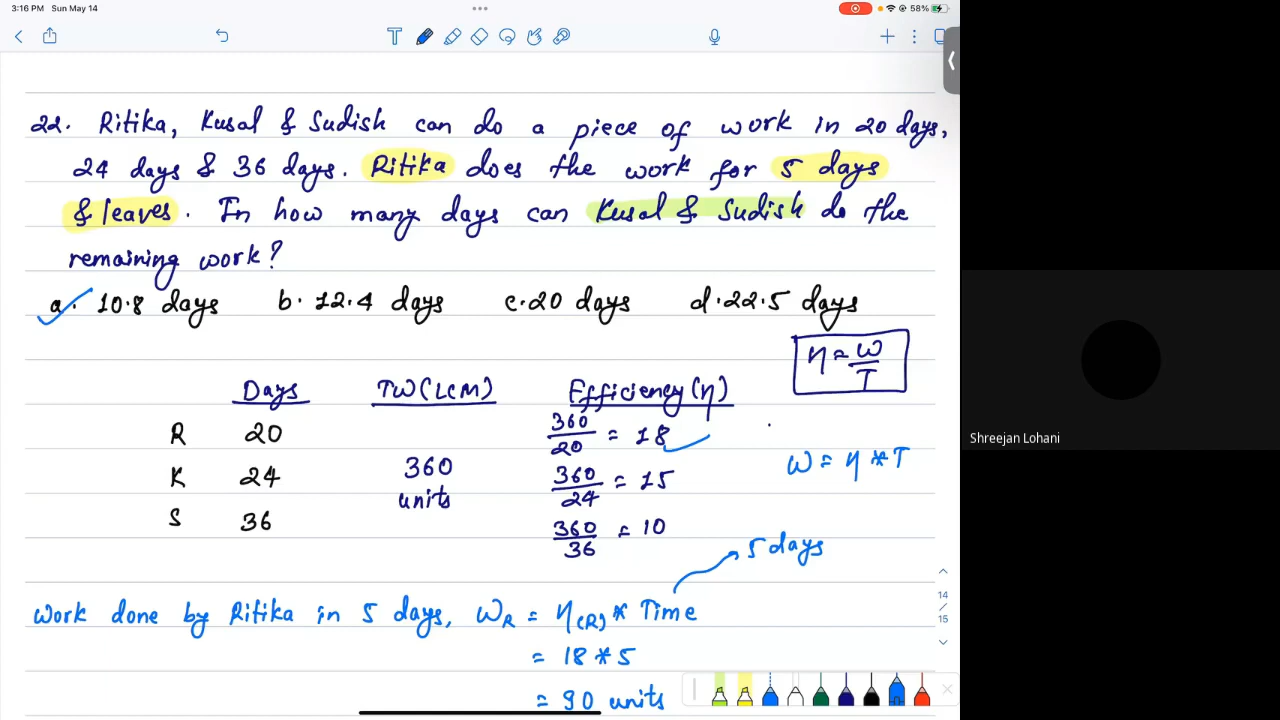 3:16 PM Sun May 14
58%
22. Ritika, Kusal & Sudish can do a piece of work in 20 days,
24 days & 36 days. Ritika does the work for 5 days
& leaves. In how many days can Kusal & Sudish do the
remaining work?
a. 10.8 days b. 12.4 days c. 20 days d. 22.5 days
η = W/T
Days TW(LCM) Efficiency(η)
R 20 360/20 = 18
K 24 360 units 360/24 = 15
S 36 360/36 = 10
W = η * T
5 days
Work done by Ritika in 5 days, WR = η(R) * Time
= 18 * 5
= 90 units
14
/
15
Shreejan Lohani